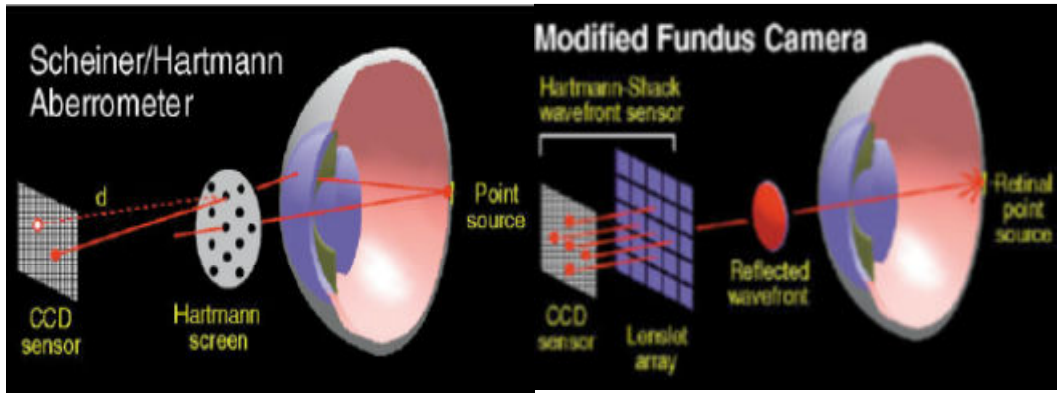 Scheiner/Hartmann
Aberrometer
d
Point
source
CCD
sensor
Hartmann
screen
Modified Fundus Camera
Hartmann-Shack
wavefront sensor
Retinal
point
source
Reflected
wavefront
CCD
sensor
Lenslet
array